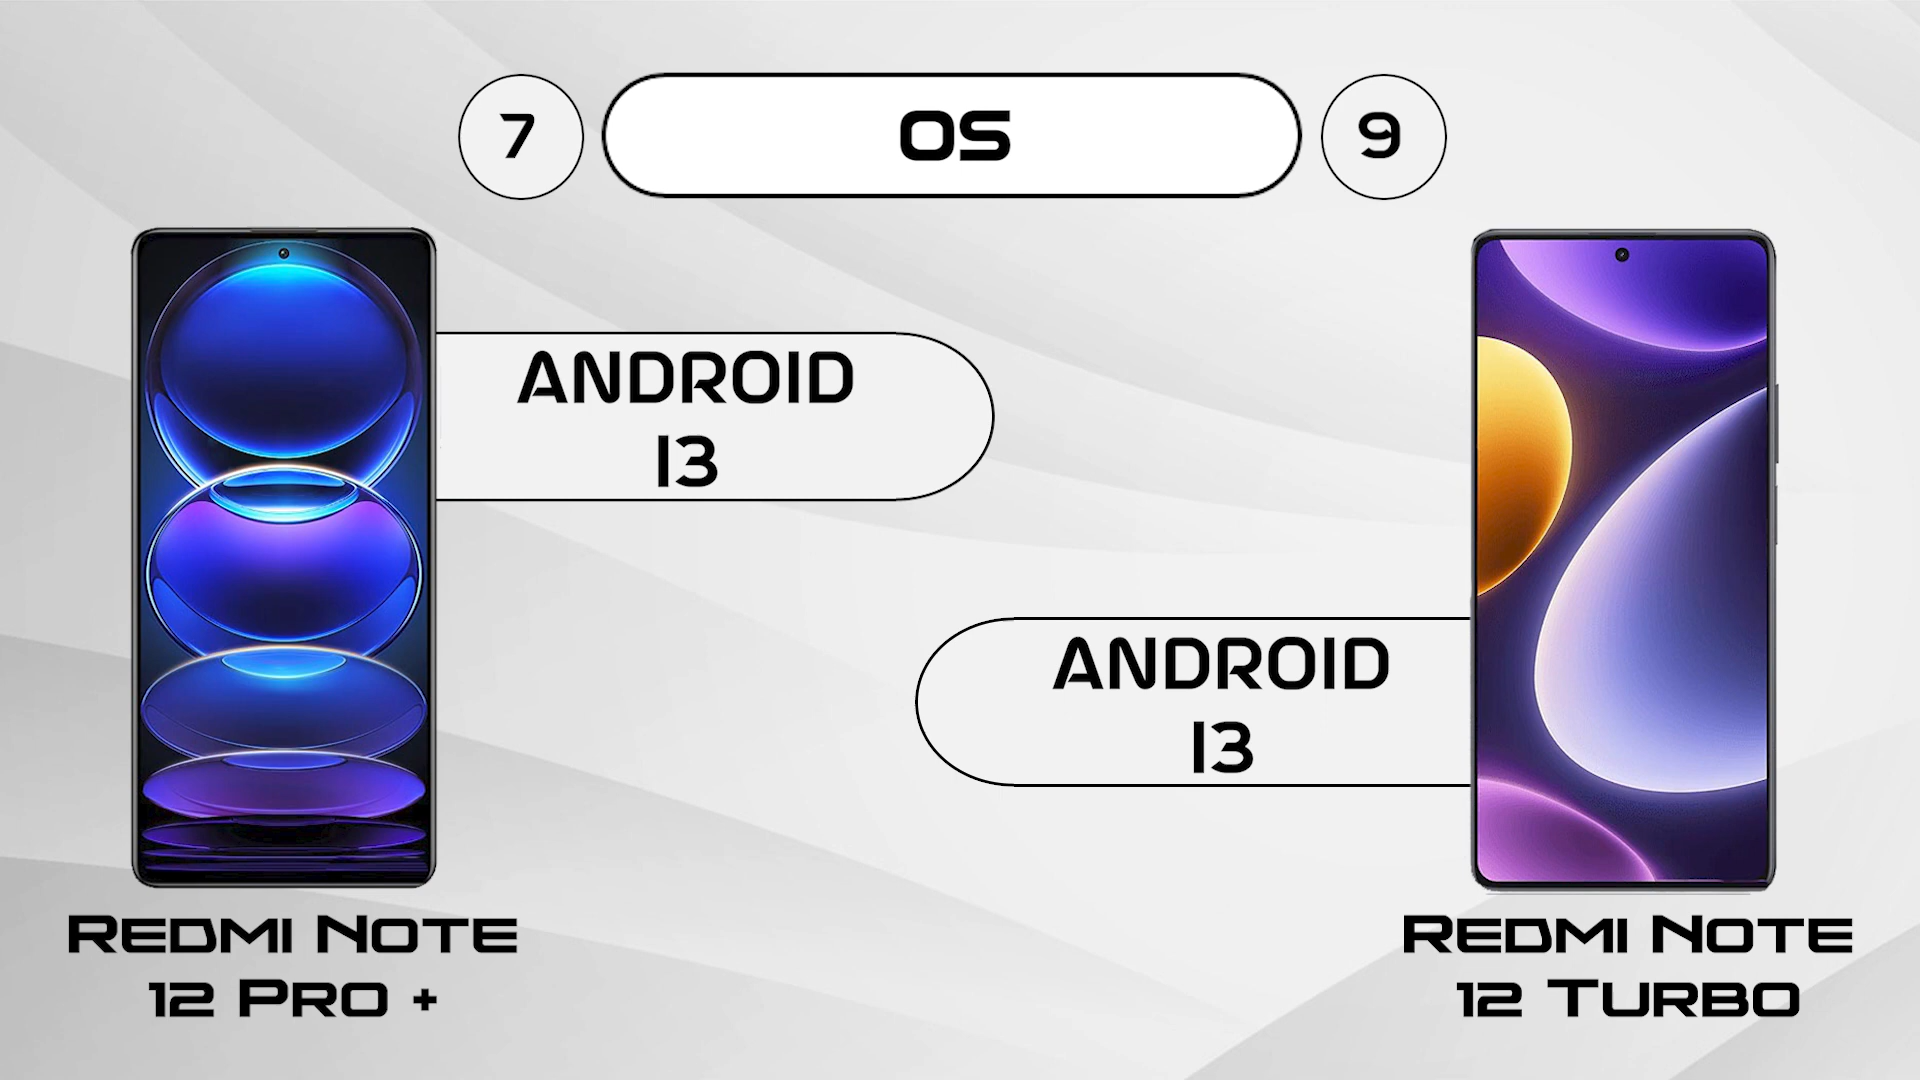 7
OS
9
ANDROID
13
ANDROID
13
REDMI NOTE
12 PRO +
REDMI NOTE
12 TURBO